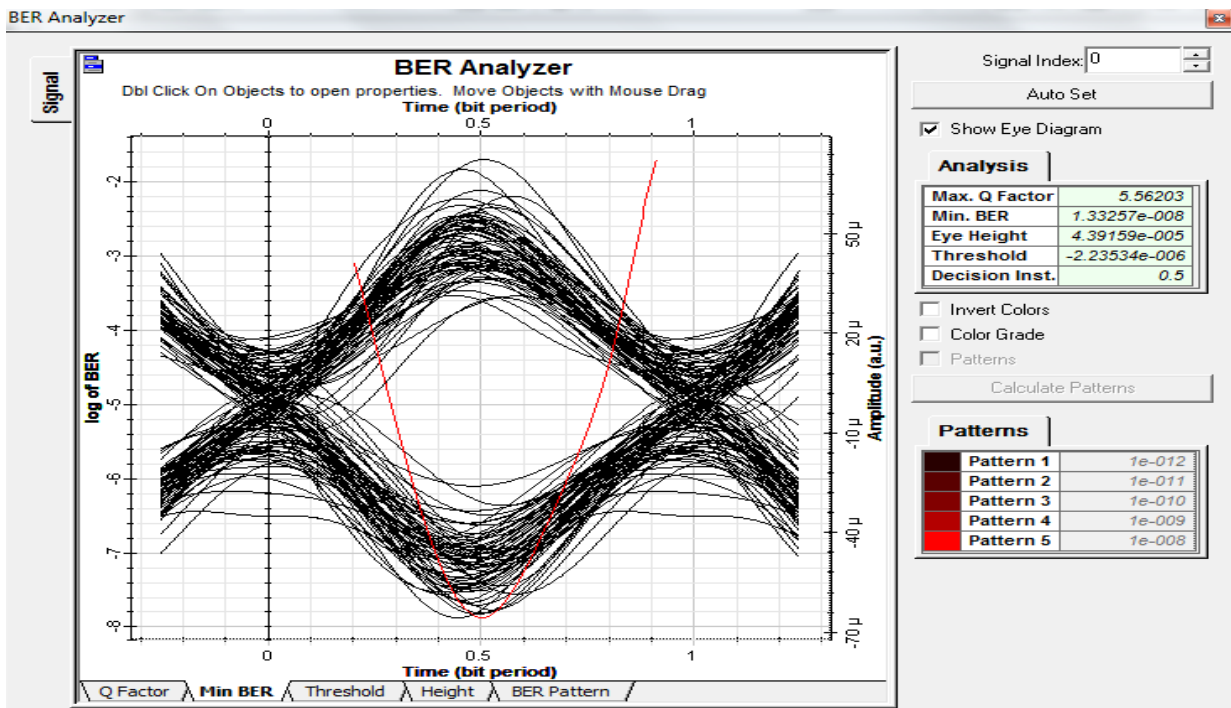 BER Analyzer
Signal
BER Analyzer
Dbl Click On Objects to open properties. Move Objects with Mouse Drag
Time (bit period)
0 0.5 1
log of BER
-2
-3
-4
-5
-6
-7
-8
Amplitude (a.u.)
50 µ
20 µ
-10 µ
-40 µ
-70 µ
0 0.5 1
Time (bit period)
Q Factor Min BER Threshold Height BER Pattern
Signal Index: 0
Auto Set
Show Eye Diagram
Analysis
Max. Q Factor 5.56203
Min. BER 1.33257e-008
Eye Height 4.39159e-005
Threshold -2.23534e-006
Decision Inst. 0.5
Invert Colors
Color Grade
Patterns
Calculate Patterns
Patterns
Pattern 1 1e-012
Pattern 2 1e-011
Pattern 3 1e-010
Pattern 4 1e-009
Pattern 5 1e-008